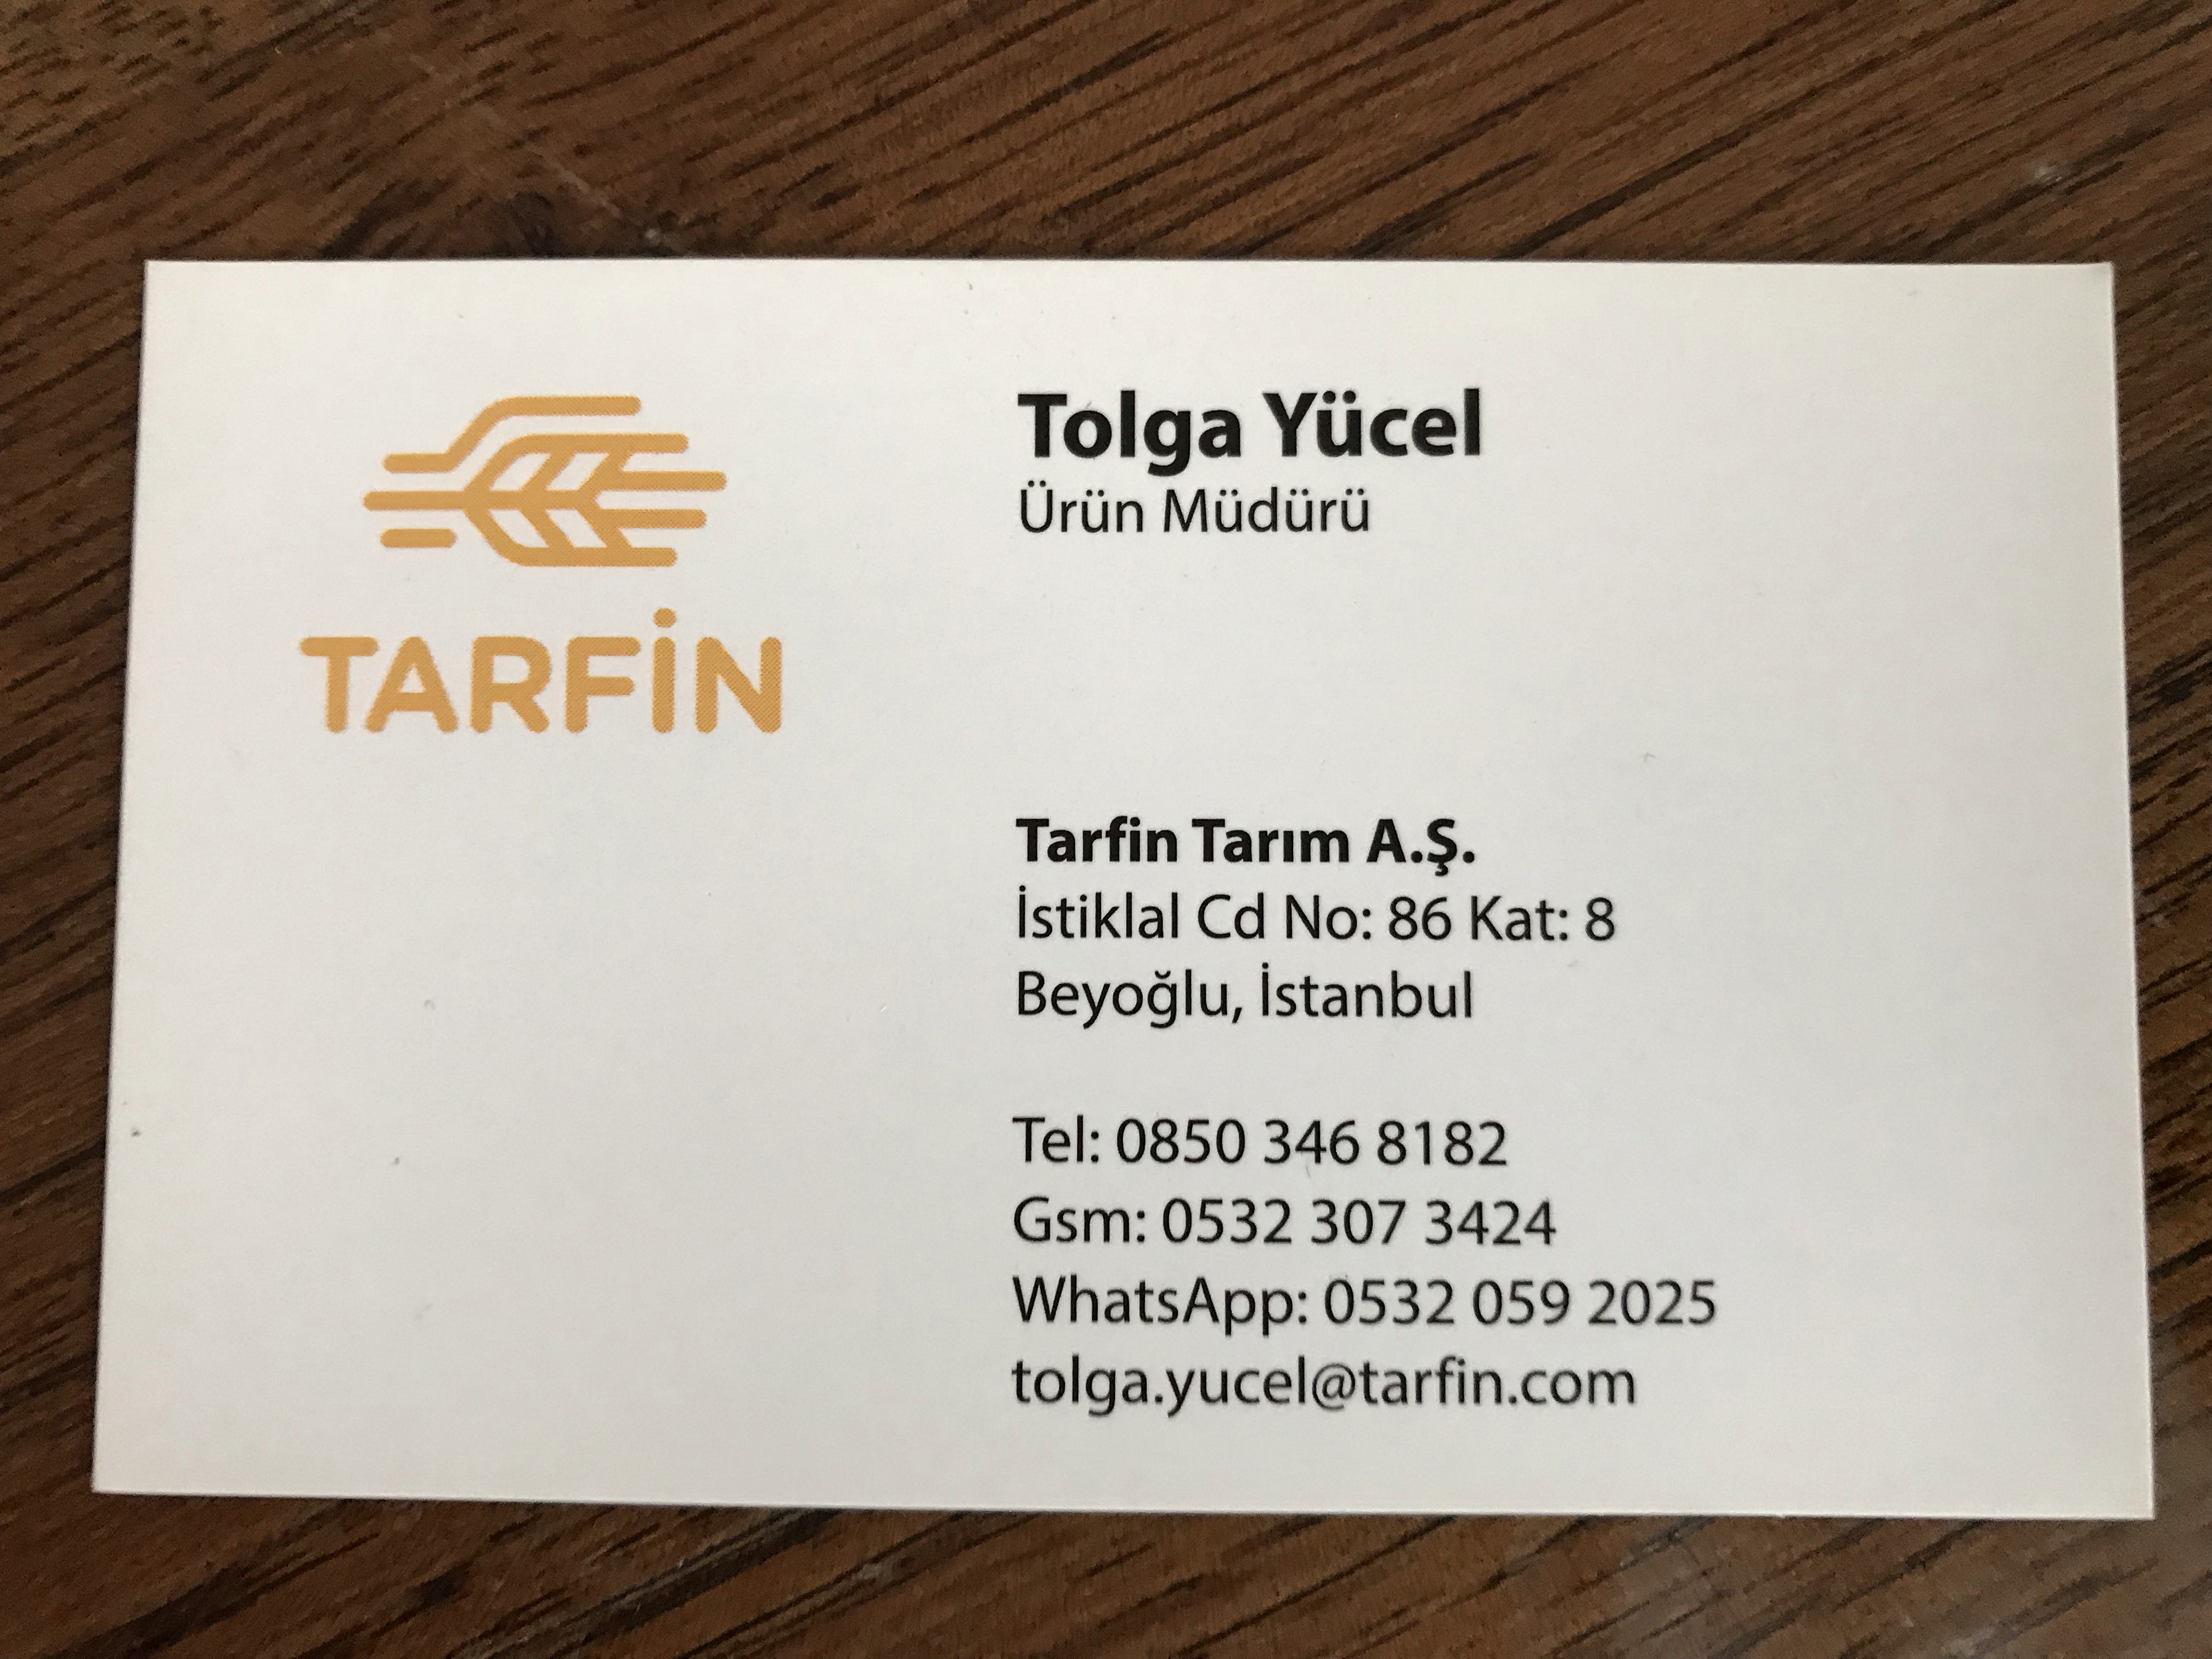 TARFİN
Tolga Yücel
Ürün Müdürü
Tarfin Tarım A.Ş.
İstiklal Cd No: 86 Kat: 8
Beyoğlu, İstanbul
Tel: 0850 346 8182
Gsm: 0532 307 3424
WhatsApp: 0532 059 2025
tolga.yucel@tarfin.com